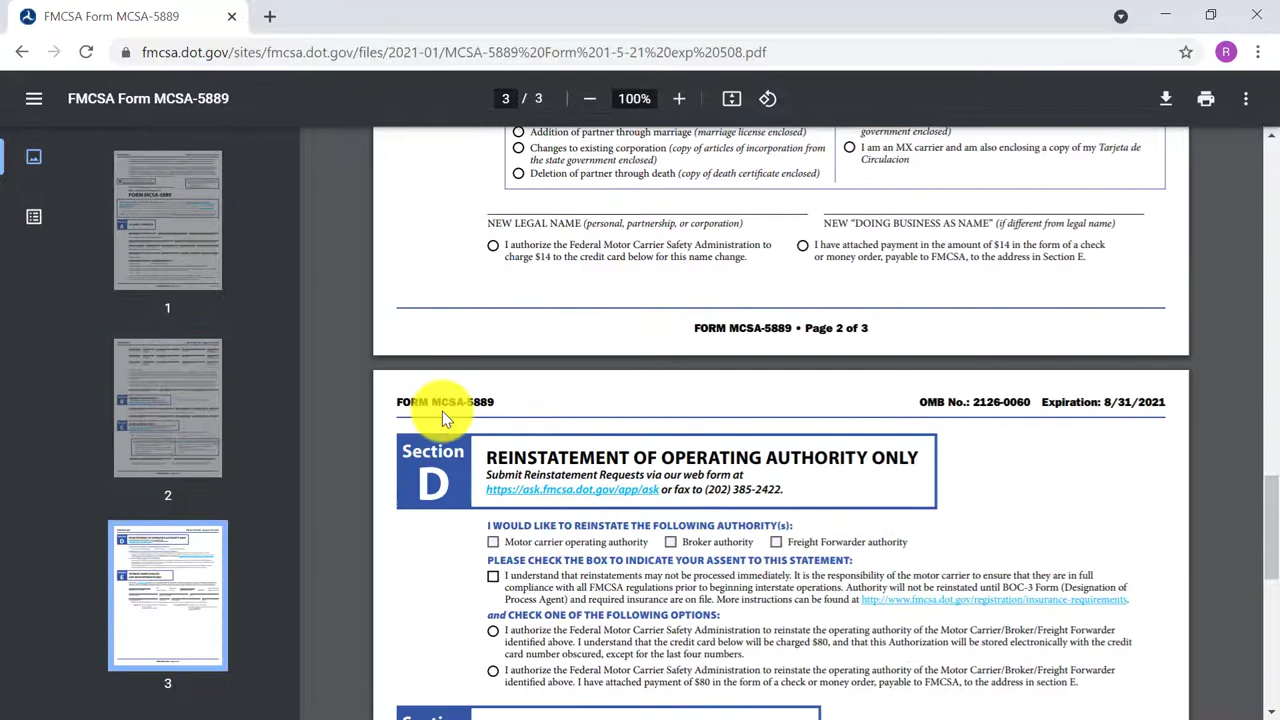 FMCSA Form MCSA-5889
fmcsa.dot.gov/sites/fmcsa.dot.gov/files/2021-01/MCSA-5889%20Form%201-5-21%20exp%20508.pdf
R
FMCSA Form MCSA-5889
3 / 3
100%
1
2
3
Addition of partner through marriage (marriage license enclosed)
Changes to existing corporation (copy of articles of incorporation from
the state government enclosed)
Deletion of partner through death (copy of death certificate enclosed)
government enclosed)
I am an MX carrier and am also enclosing a copy of my Tarjeta de
Circulacion
NEW LEGAL NAME (personal, partnership, or corporation)
NEW “DOING BUSINESS AS NAME” (if different from legal name)
I authorize the Federal Motor Carrier Safety Administration to
charge $14 to the credit card below for this name change.
I have attached payment in the amount of $14 in the form of a check
or money order, payable to FMCSA, to the address in Section E.
FORM MCSA-5889 • Page 2 of 3
FORM MCSA-5889
OMB No.: 2126-0060 Expiration: 8/31/2021
Section
D
REINSTATEMENT OF OPERATING AUTHORITY ONLY
Submit Reinstatement Requests via our web form at
https://ask.fmcsa.dot.gov/app/ask or fax to (202) 385-2422.
I WOULD LIKE TO REINSTATE THE FOLLOWING AUTHORITY(s):
Motor carrier operating authority Broker authority Freight Forwarder authority
PLEASE CHECK THE BOX TO INDICATE YOUR ASSENT TO THIS STATEMENT:
I understand that reinstatements may not be processed immediately. It is the responsibility of the motor carrier to ensure that they are in full
compliance with all FMCSA regulations prior to beginning interstate operations. Authority will not be reinstated until BOC-3 Form (Designation of
Process Agent) and required insurance are on file. More instructions can be found at http://www.fmcsa.dot.gov/registration/insurance-requirements.
and CHECK ONE OF THE FOLLOWING OPTIONS:
I authorize the Federal Motor Carrier Safety Administration to reinstate the operating authority of the Motor Carrier/Broker/Freight Forwarder
identified above. I understand that the credit card below will be charged $80, and that this Authorization will be stored electronically with the credit
card number obscured, except for the last four numbers.
I authorize the Federal Motor Carrier Safety Administration to reinstate the operating authority of the Motor Carrier/Broker/Freight Forwarder
identified above. I have attached payment of $80 in the form of a check or money order, payable to FMCSA, to the address in section E.
Section